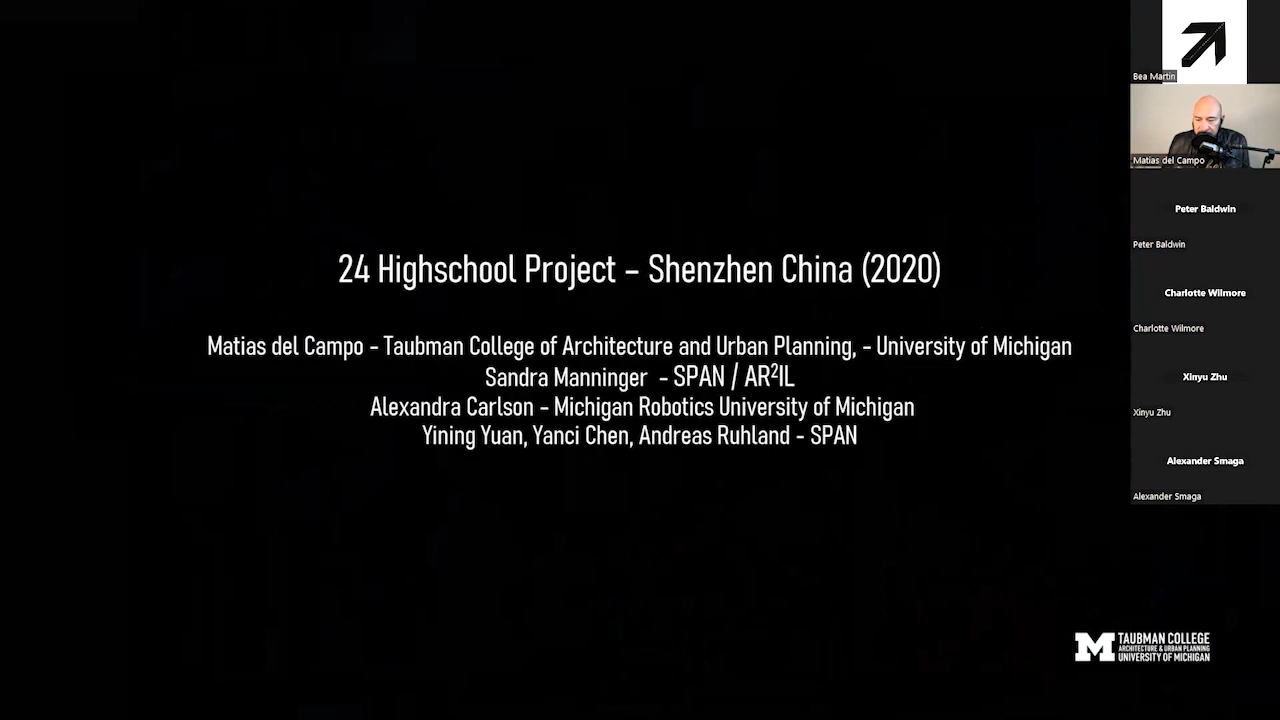 24 Highschool Project – Shenzhen China (2020)
Matias del Campo - Taubman College of Architecture and Urban Planning, - University of Michigan
Sandra Manninger - SPAN / AR²IL
Alexandra Carlson - Michigan Robotics University of Michigan
Yining Yuan, Yanci Chen, Andreas Ruhland - SPAN
Bea Martin
Matias del Campo
Peter Baldwin
Peter Baldwin
Charlotte Wilmore
Charlotte Wilmore
Xinyu Zhu
Xinyu Zhu
Alexander Smaga
Alexander Smaga
M
TAUBMAN COLLEGE
ARCHITECTURE & URBAN PLANNING
UNIVERSITY OF MICHIGAN